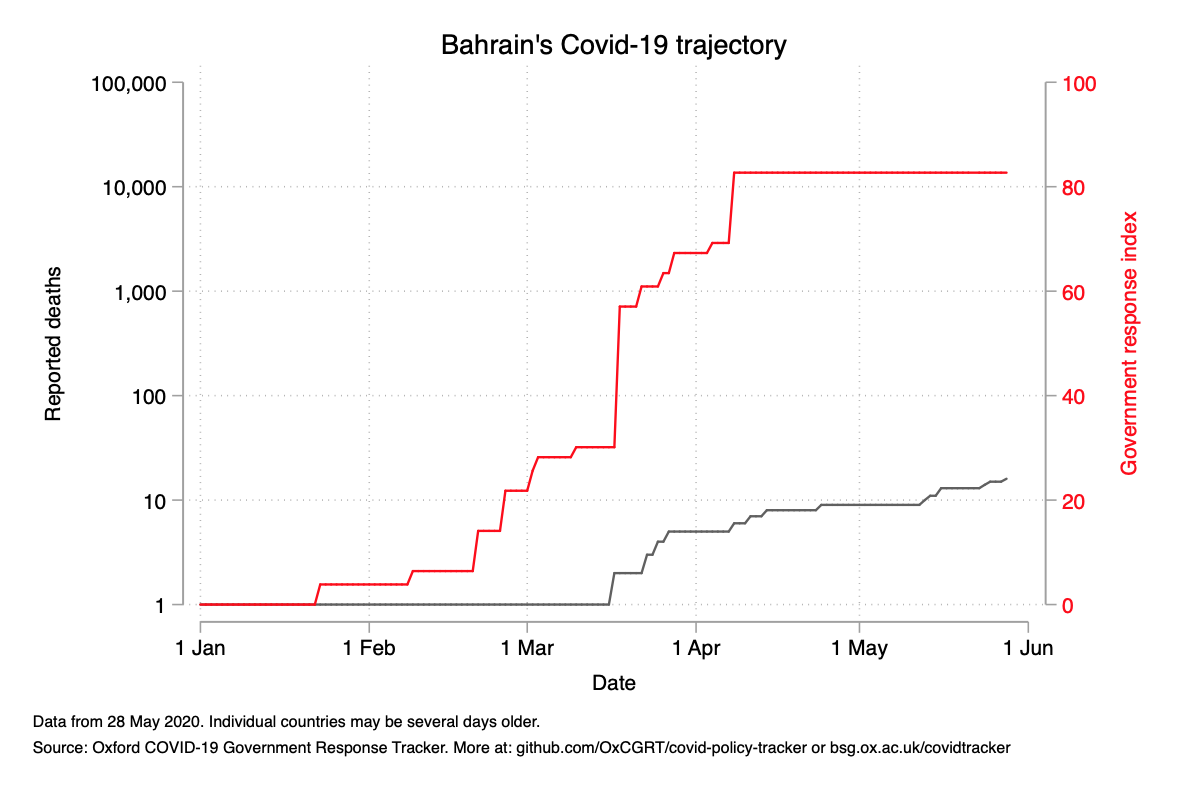 Bahrain's Covid-19 trajectory
100,000
10,000
1,000
100
10
1
Reported deaths
100
80
60
40
20
0
Government response index
1 Jan
1 Feb
1 Mar
1 Apr
1 May
1 Jun
Date
Data from 28 May 2020. Individual countries may be several days older.
Source: Oxford COVID-19 Government Response Tracker. More at: github.com/OxCGRT/covid-policy-tracker or bsg.ox.ac.uk/covidtracker